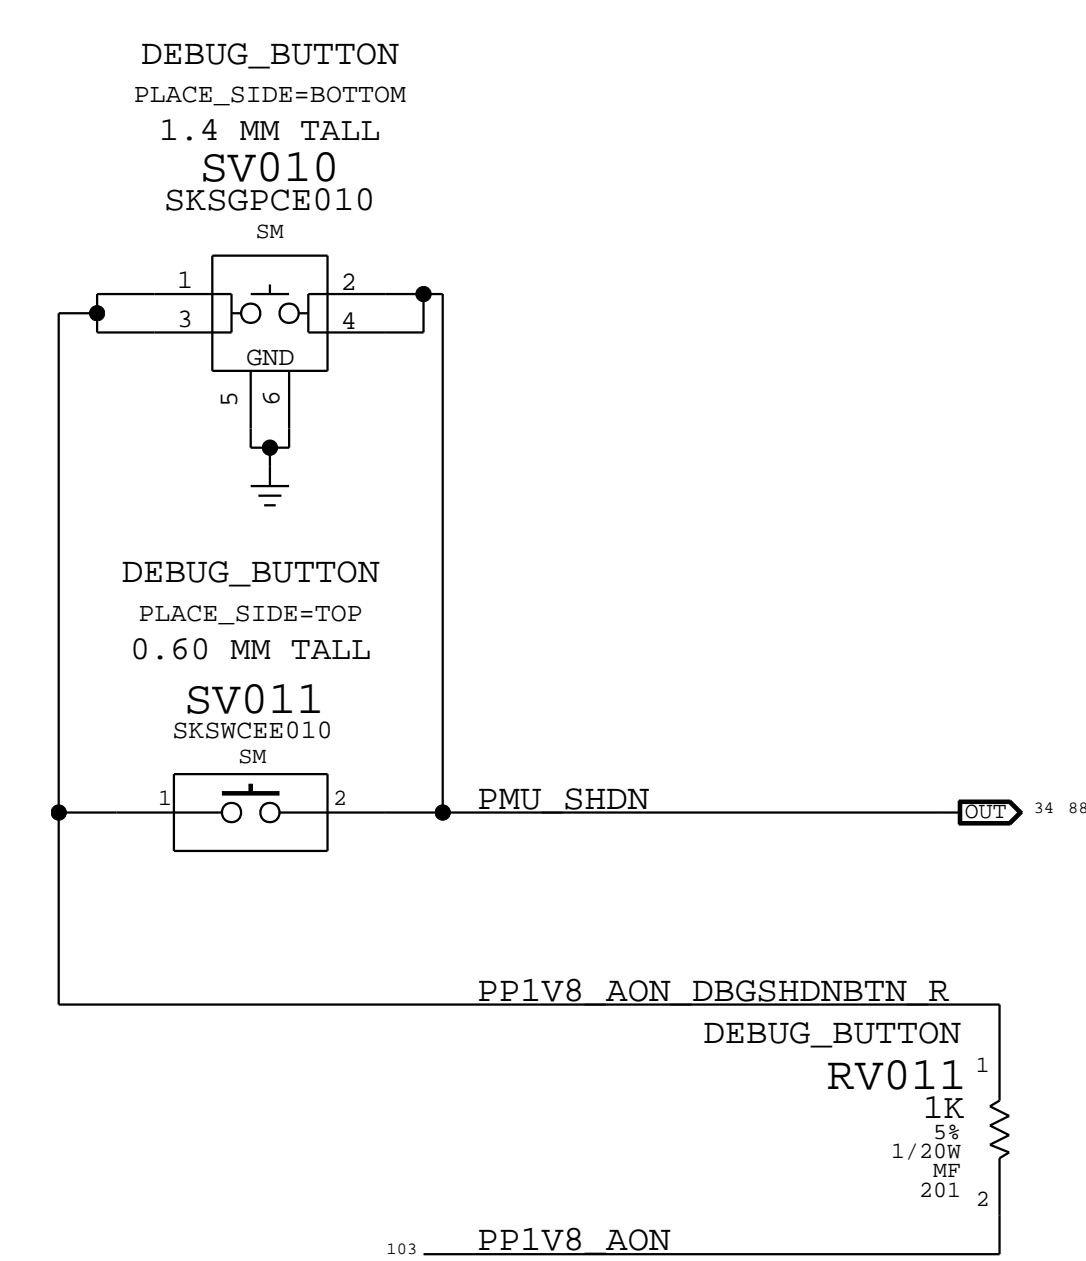 DEBUG_BUTTON
PLACE_SIDE=BOTTOM
1.4 MM TALL
SV010
SKSGPCE010
SM
1 2
3 4
GND
5 6
DEBUG_BUTTON
PLACE_SIDE=TOP
0.60 MM TALL
SV011
SKSWCEE010
SM
1 2 PMU_SHDN OUT 34 88
PP1V8_AON_DBGSHDNBTN_R
DEBUG_BUTTON
RV011 1
1K
5%
1/20W
MF
201 2
103 PP1V8_AON